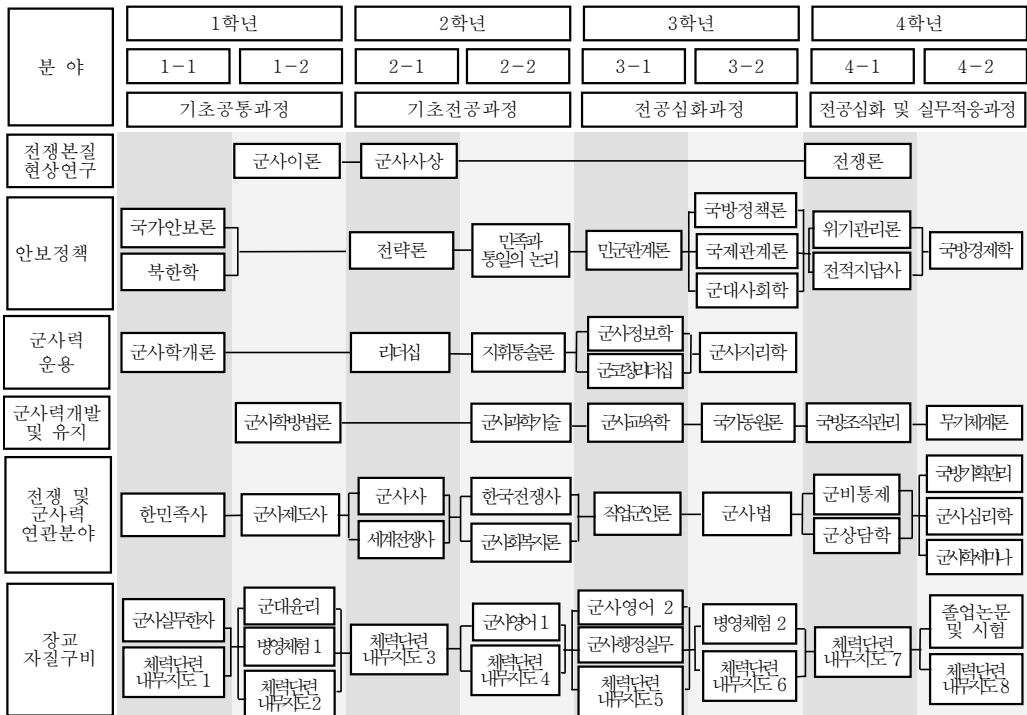 분 야
1학년
2학년
3학년
4학년
1-1
1-2
2-1
2-2
3-1
3-2
4-1
4-2
기초공통과정
기초전공과정
전공심화과정
전공심화 및 실무적응과정
전쟁본질
현상연구
군사이론
군사사상
전쟁론
안보정책
국가안보론
북한학
전략론
민족과
통일의 논리
민군관계론
국방정책론
국제관계론
군대사회학
위기관리론
전적지답사
국방경제학
군사력
운용
군사학개론
리더십
지휘통솔론
군사정보학
군코칭리더십
군사지리학
군사력개발
및 유지
군사학방법론
군사과학기술
군사교육학
국가동원론
국방조직관리
무기체계론
전쟁 및
군사력
연관분야
한민족사
군사제도사
군사사
세계전쟁사
한국전쟁사
군사회복지론
직업군인론
군사법
군비통제
군상담학
국방기획관리
군사심리학
군사학세미나
장교
자질구비
군사실무한자
체력단련
내무지도 1
군대윤리
병영체험 1
체력단련
내무지도 2
체력단련
내무지도 3
군사영어 1
체력단련
내무지도 4
군사영어 2
군사행정실무
체력단련
내무지도 5
병영체험 2
체력단련
내무지도 6
체력단련
내무지도 7
졸업논문
및 시험
체력단련
내무지도 8